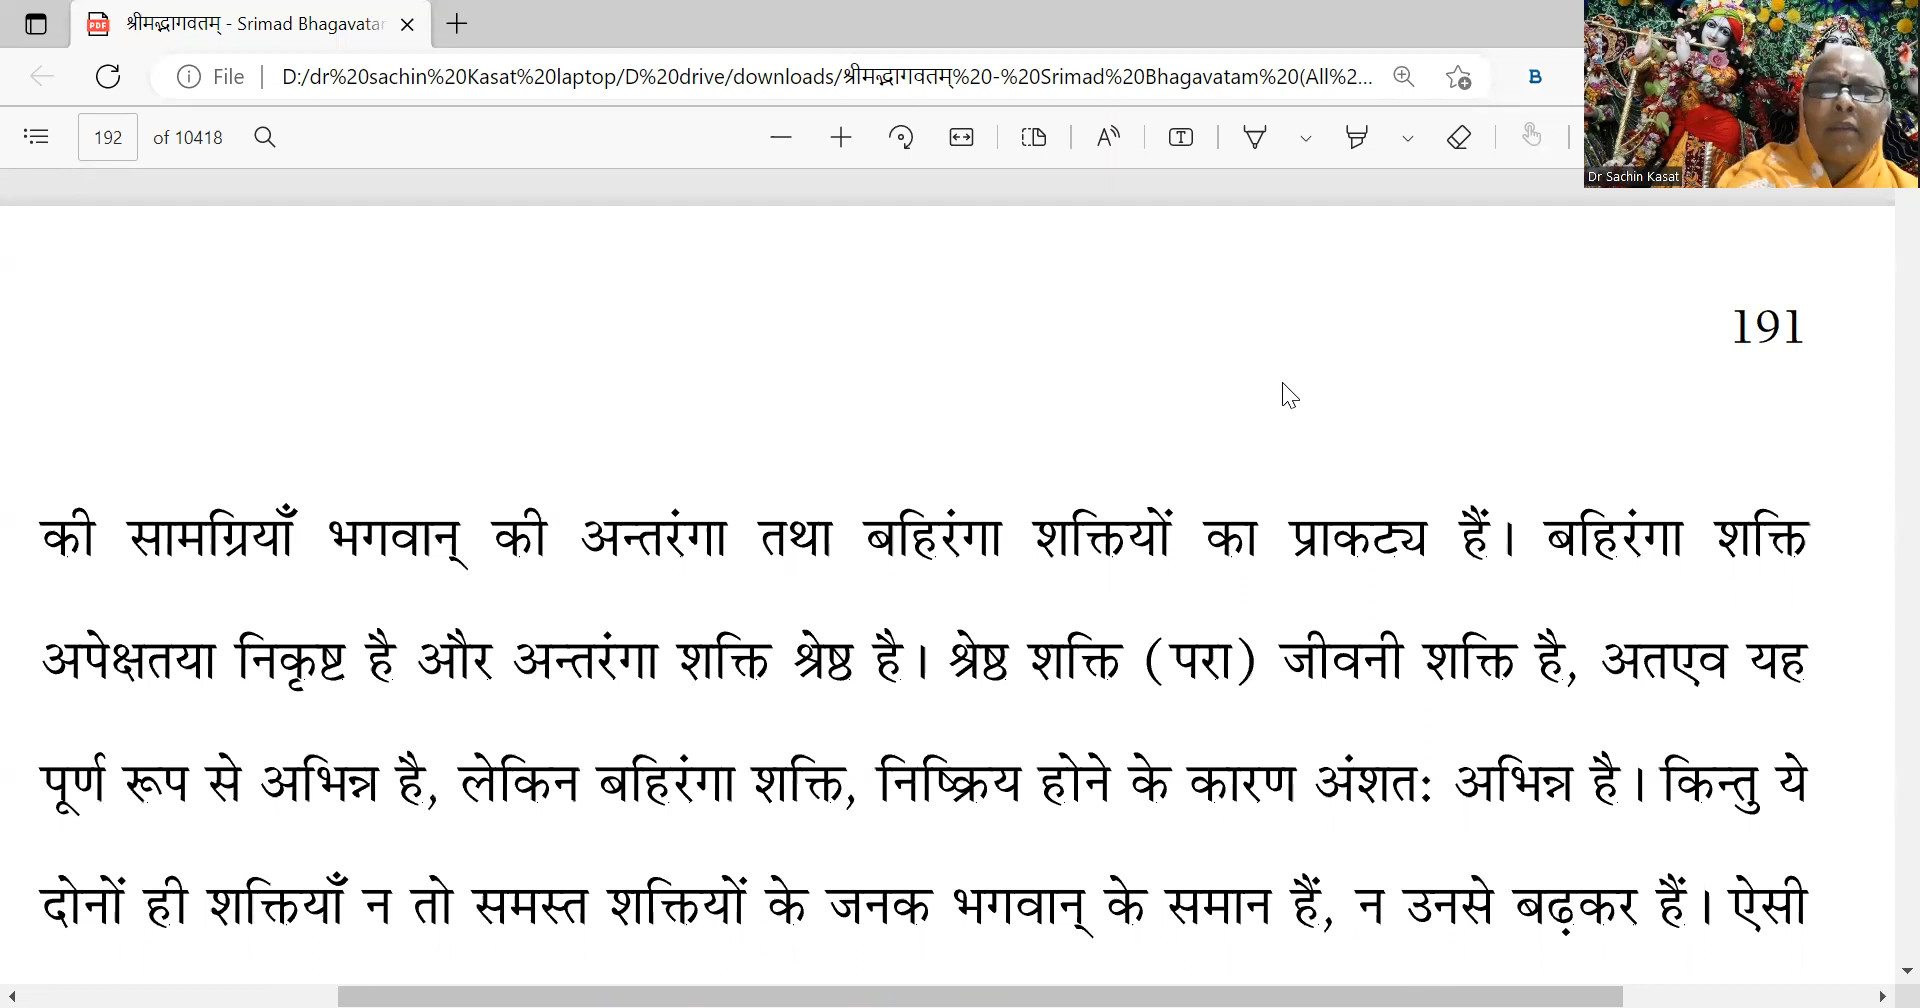 श्रीमद्भागवतम् - Srimad Bhagavatar
File
D:/dr%20sachin%20Kasat%20laptop/D%20drive/downloads/श्रीमद्भागवतम्%20-%20Srimad%20Bhagavatam%20(All%2...
B
192 of 10418
Dr Sachin Kasat
191
की सामग्रियाँ भगवान् की अन्तरंगा तथा बहिरंगा शक्तियों का प्राकट्य हैं। बहिरंगा शक्ति
अपेक्षतया निकृष्ट है और अन्तरंगा शक्ति श्रेष्ठ है। श्रेष्ठ शक्ति (परा) जीवनी शक्ति है, अतएव यह
पूर्ण रूप से अभिन्न है, लेकिन बहिरंगा शक्ति, निष्क्रिय होने के कारण अंशतः अभिन्न है। किन्तु ये
दोनों ही शक्तियाँ न तो समस्त शक्तियों के जनक भगवान् के समान हैं, न उनसे बढ़कर हैं। ऐसी